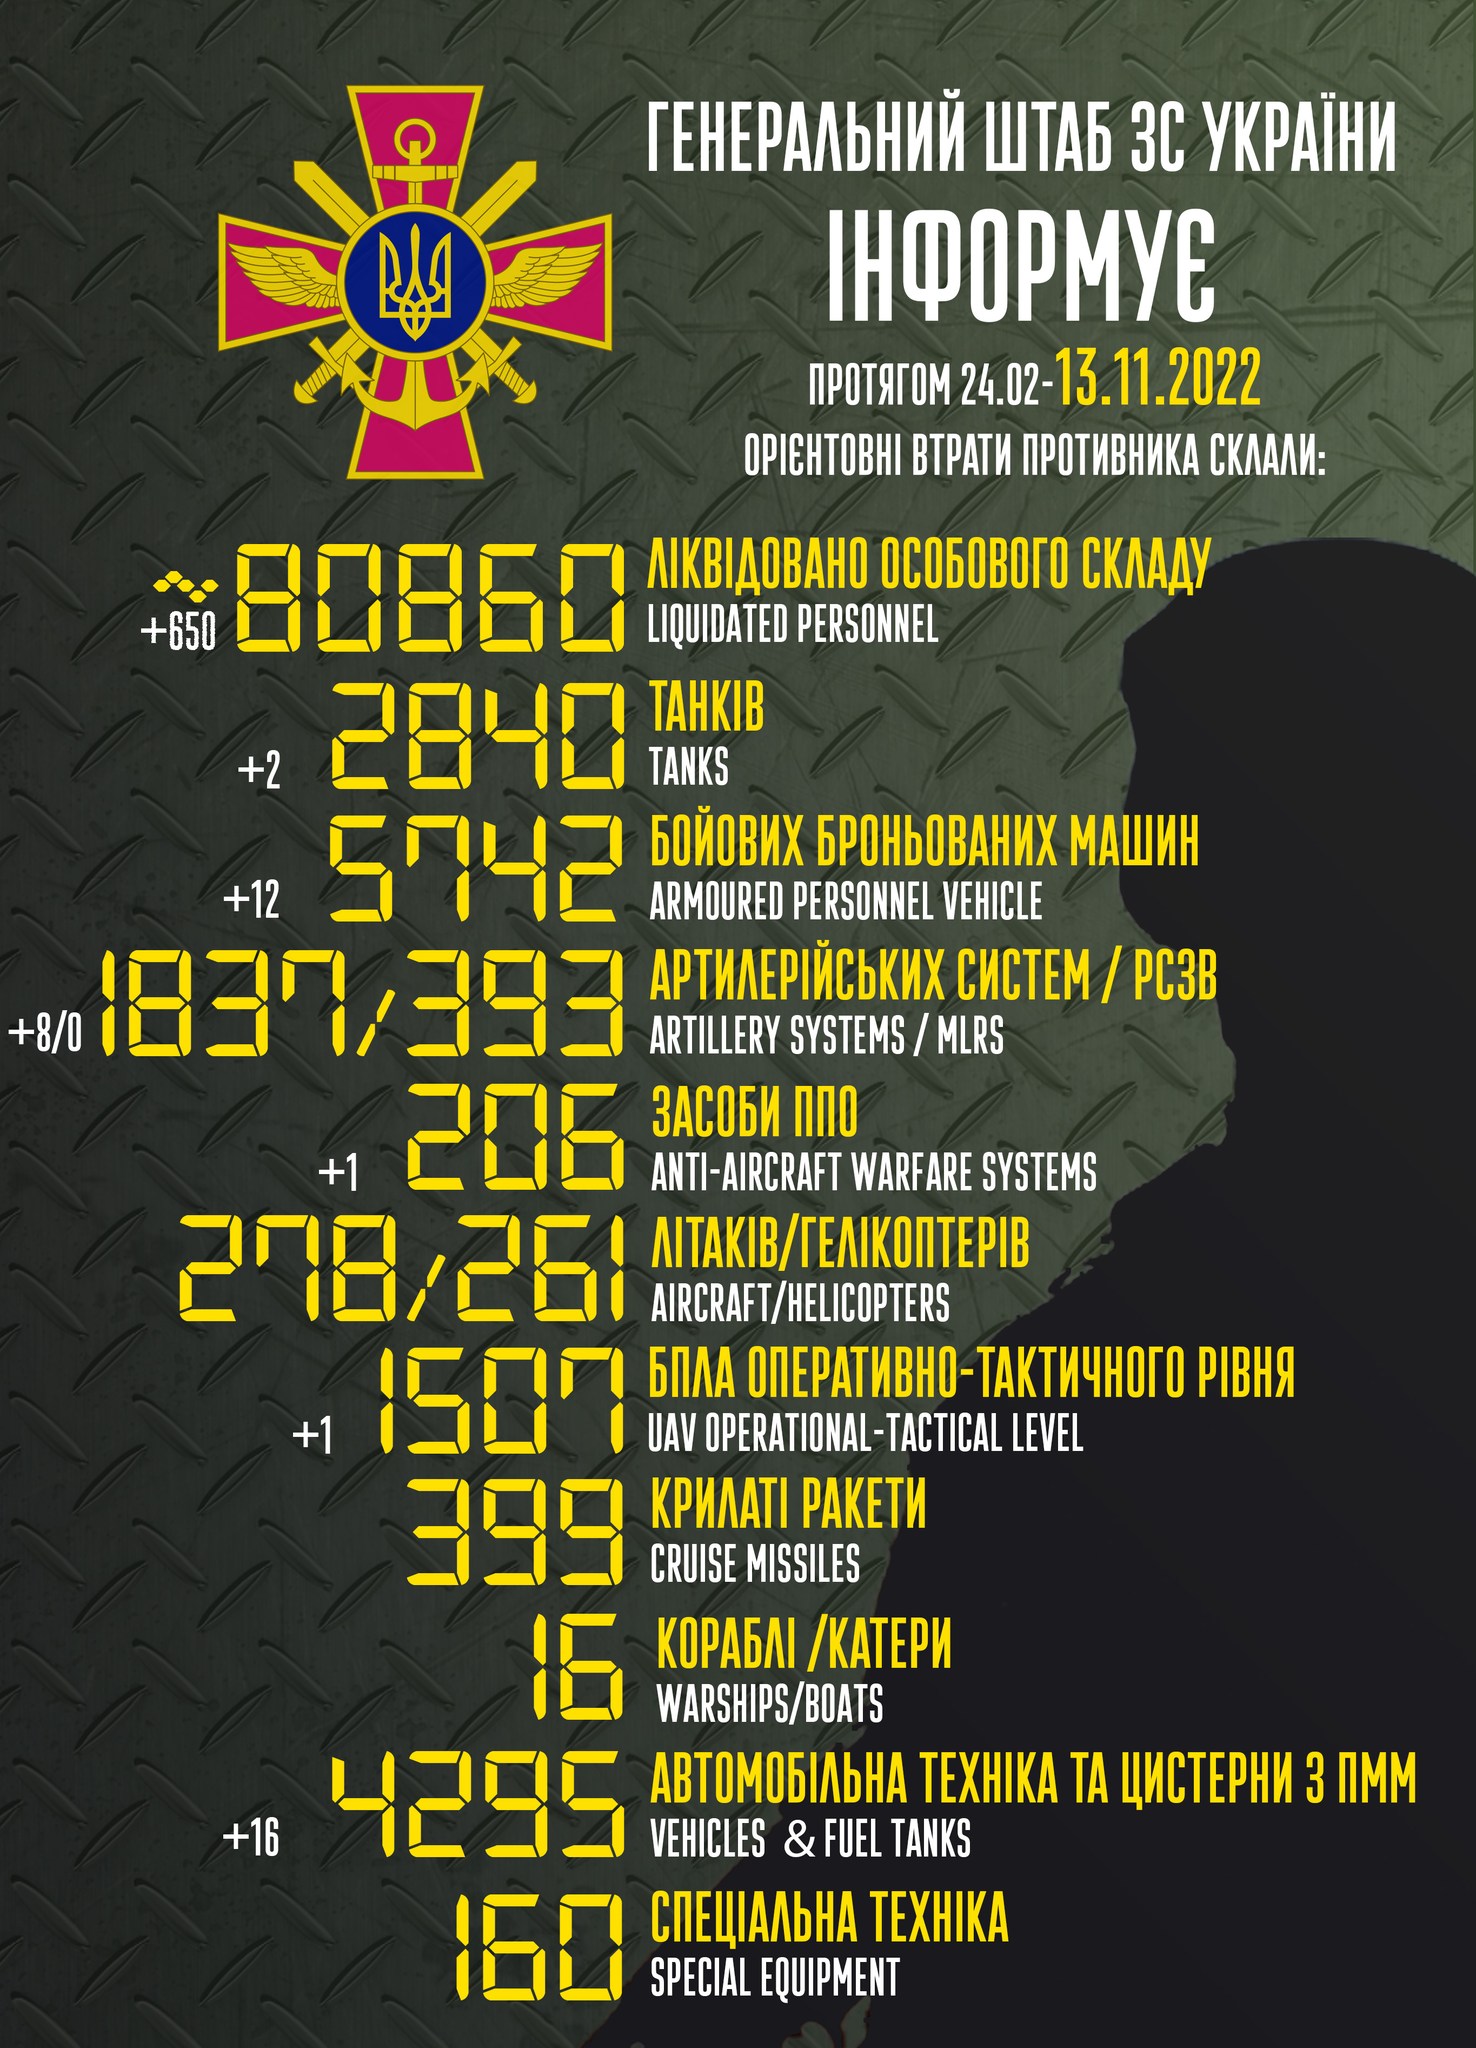 ГЕНЕРАЛЬНИЙ ШТАБ ЗС УКРАЇНИ
ІНФОРМУЄ
ПРОТЯГОМ 24.02-13.11.2022
ОРІЄНТОВНІ ВТРАТИ ПРОТИВНИКА СКЛАЛИ:
~80860 ЛІКВІДОВАНО ОСОБОВОГО СКЛАДУ
+650 LIQUIDATED PERSONNEL
2840 ТАНКІВ
+2 TANKS
5742 БОЙОВИХ БРОНЬОВАНИХ МАШИН
+12 ARMOURED PERSONNEL VEHICLE
1837/393 АРТИЛЕРІЙСЬКИХ СИСТЕМ / РСЗВ
+8/0 ARTILLERY SYSTEMS / MLRS
206 ЗАСОБИ ППО
+1 ANTI-AIRCRAFT WARFARE SYSTEMS
278/261 ЛІТАКІВ/ГЕЛІКОПТЕРІВ
AIRCRAFT/HELICOPTERS
1507 БПЛА ОПЕРАТИВНО-ТАКТИЧНОГО РІВНЯ
+1 UAV OPERATIONAL-TACTICAL LEVEL
399 КРИЛАТІ РАКЕТИ
CRUISE MISSILES
16 КОРАБЛІ /КАТЕРИ
WARSHIPS/BOATS
4295 АВТОМОБІЛЬНА ТЕХНІКА ТА ЦИСТЕРНИ З ПММ
+16 VEHICLES & FUEL TANKS
160 СПЕЦІАЛЬНА ТЕХНІКА
SPECIAL EQUIPMENT